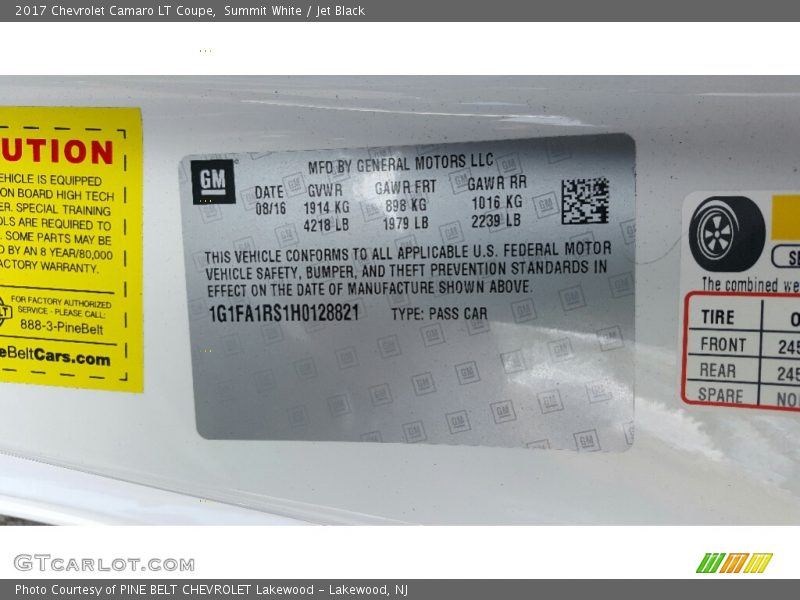 2017 Chevrolet Camaro LT Coupe, Summit White / Jet Black
UTION
EHICLE IS EQUIPPED
ON BOARD HIGH TECH
ER. SPECIAL TRAINING
OLS ARE REQUIRED TO
. SOME PARTS MAY BE
D BY AN 8 YEAR/80,000
ACTORY WARRANTY.
FOR FACTORY AUTHORIZED
SERVICE - PLEASE CALL:
888-3-PineBelt
eBeltCars.com
GM
MFD BY GENERAL MOTORS LLC
DATE GVWR GAWR FRT GAWR RR
08/16 1914 KG 898 KG 1016 KG
4218 LB 1979 LB 2239 LB
THIS VEHICLE CONFORMS TO ALL APPLICABLE U.S. FEDERAL MOTOR
VEHICLE SAFETY, BUMPER, AND THEFT PREVENTION STANDARDS IN
EFFECT ON THE DATE OF MANUFACTURE SHOWN ABOVE.
1G1FA1RS1H0128821 TYPE: PASS CAR
SE
The combined we
TIRE
FRONT 245
REAR 245
SPARE NO
GTCARLOT.COM
Photo Courtesy of PINE BELT CHEVROLET Lakewood - Lakewood, NJ